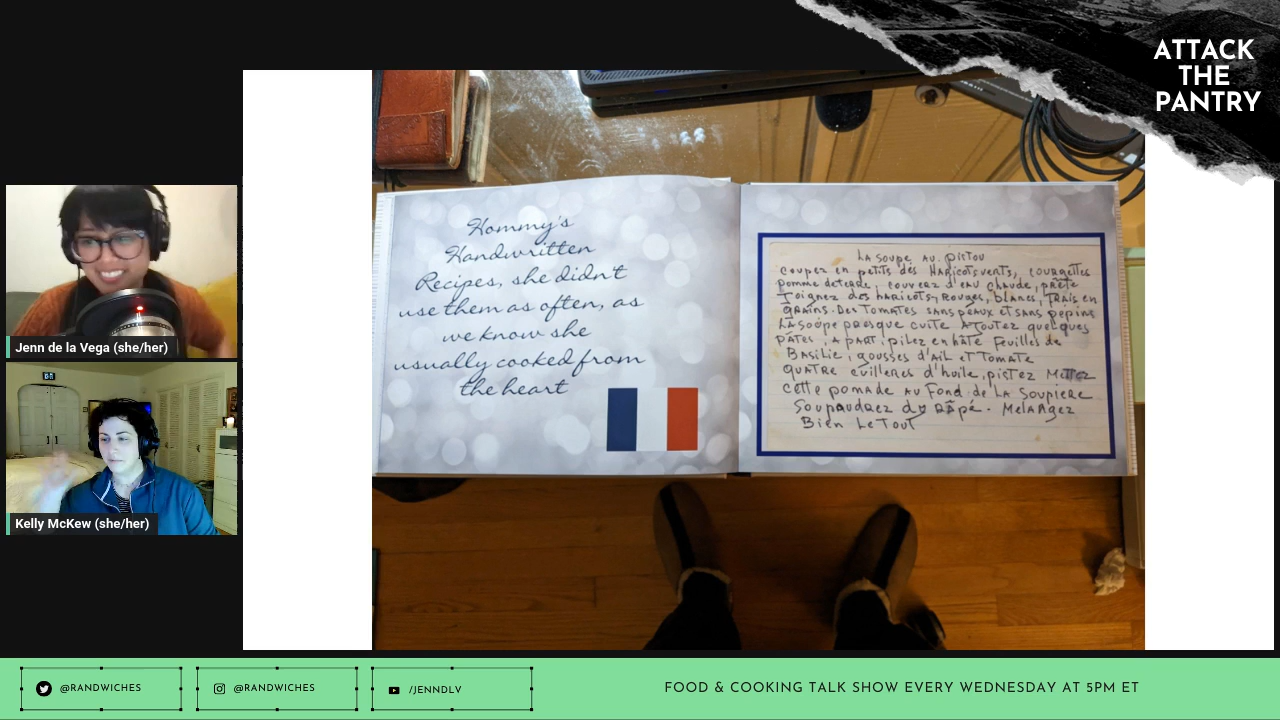 ATTACK
THE
PANTRY
Jenn de la Vega (she/her)
Kelly McKew (she/her)
Hommy's
Handwritten
Recipes, she didn't
use them as often, as
we know she
usually cooked from
the heart
La soupe au pistou
coupez en petits dés Haricots verts, courgettes
pomme de terre, couvrez d'eau chaude, prête
Joignez des haricots, Rouges, blancs, frais en
grains. Des Tomates sans peaux et sans pepins
La soupe presque cuite Ajoutez quelques
pâtes, A part, pilez en hâte feuilles de
Basilic, gousses d'Ail et Tomate
quatre cuilleres d'huile, pistez Mettez
cette pomade au Fond de La Soupiere
Soupoudrez du Râpé. Melangez
Bien Le Tout
@RANDWICHES
@RANDWICHES
/JENNDLV
FOOD & COOKING TALK SHOW EVERY WEDNESDAY AT 5PM ET